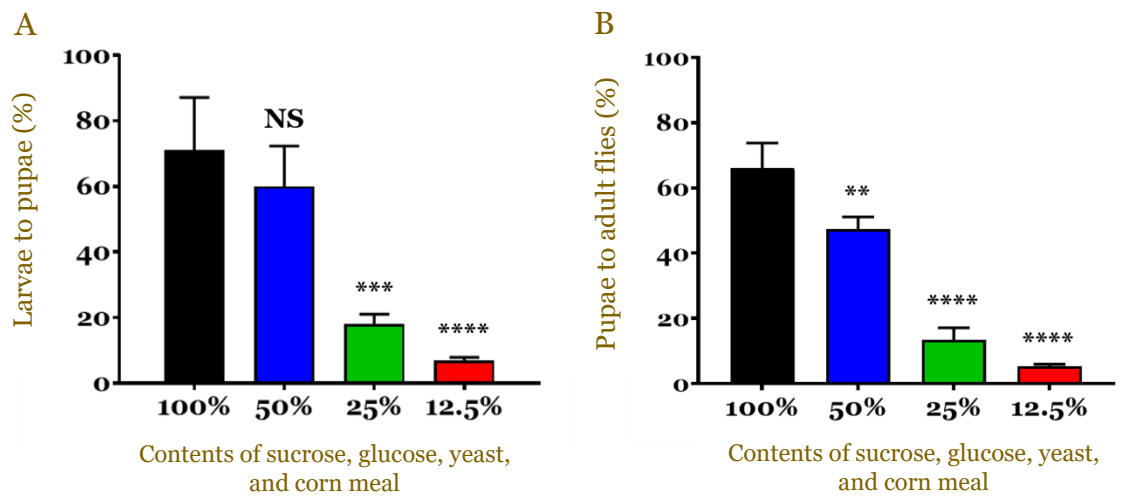 A
Larvae to pupae (%)
100
80
60
40
20
0
NS
***
****
100% 50% 25% 12.5%
Contents of sucrose, glucose, yeast,
and corn meal
B
Pupae to adult flies (%)
100
80
60
40
20
0
**
****
****
100% 50% 25% 12.5%
Contents of sucrose, glucose, yeast,
and corn meal